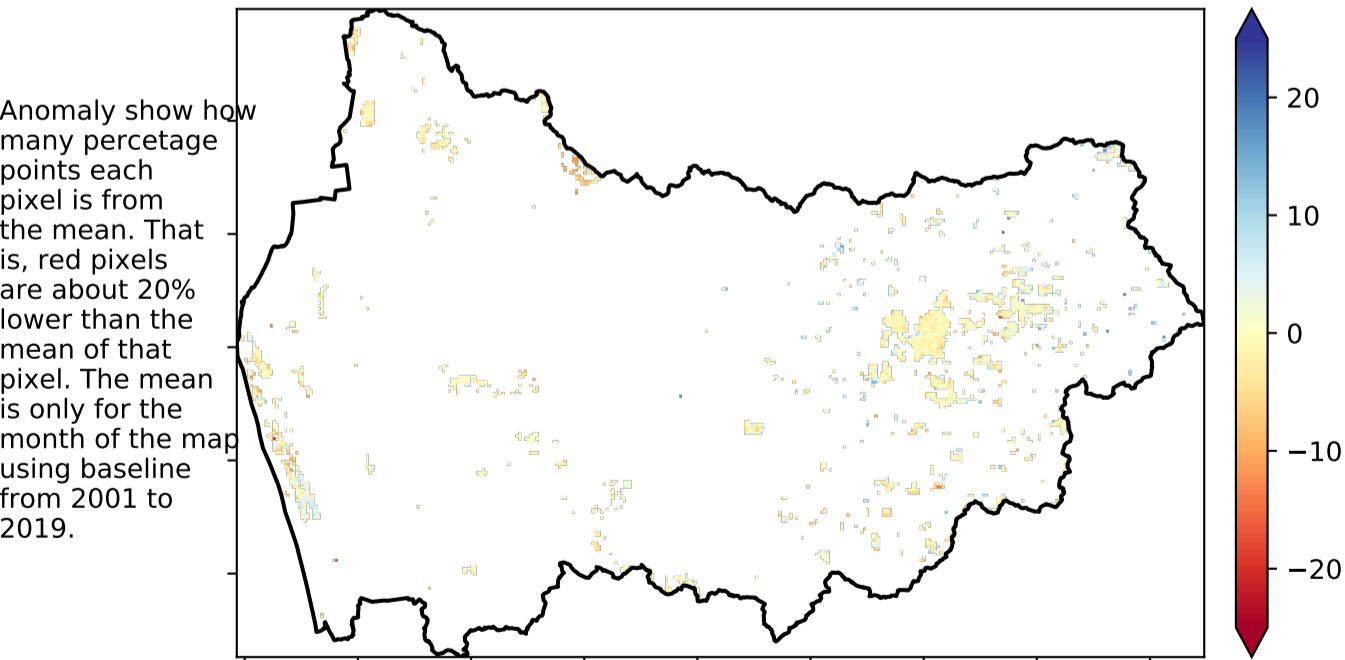 Anomaly show how
many percetage
points each
pixel is from
the mean. That
is, red pixels
are about 20%
lower than the
mean of that
pixel. The mean
is only for the
month of the map
using baseline
from 2001 to
2019.
20
10
0
−10
−20